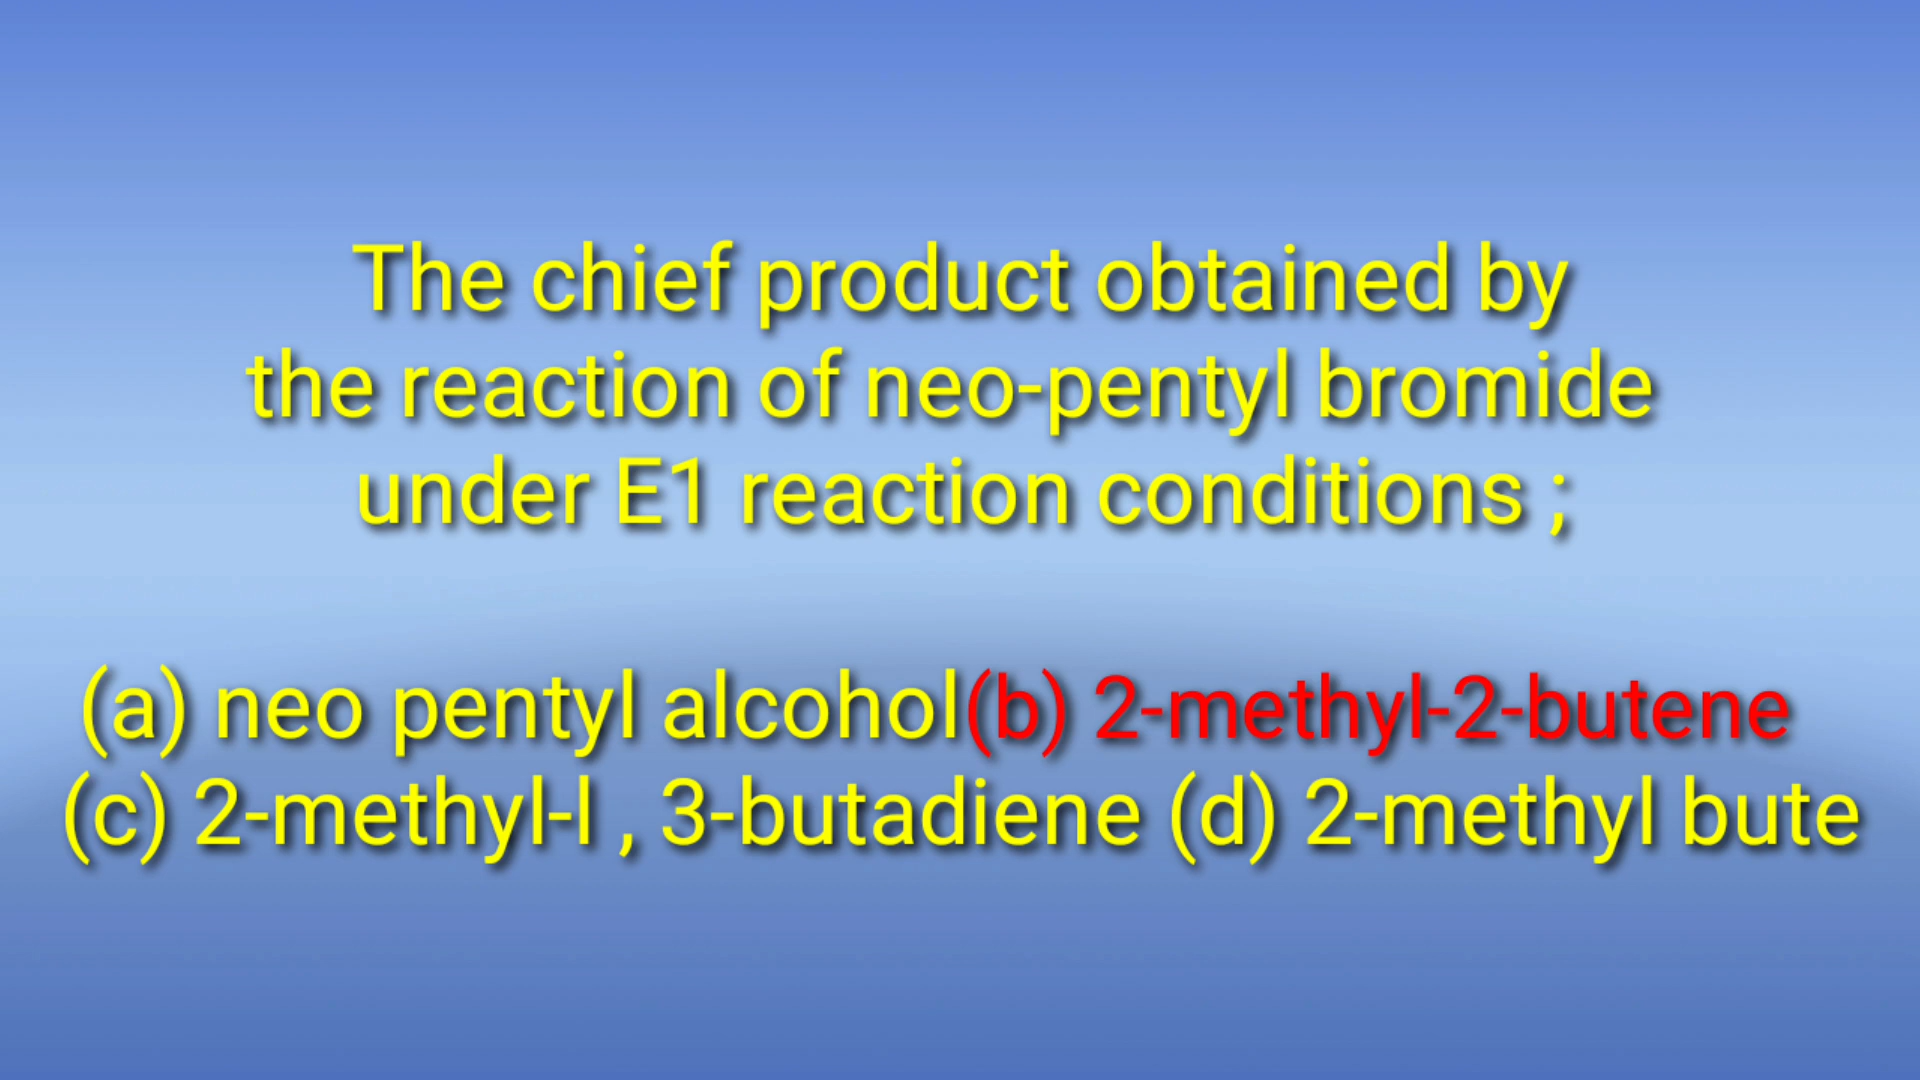 The chief product obtained by
the reaction of neo-pentyl bromide
under E1 reaction conditions ;
(a) neo pentyl alcohol(b) 2-methyl-2-butene
(c) 2-methyl-l , 3-butadiene (d) 2-methyl bute